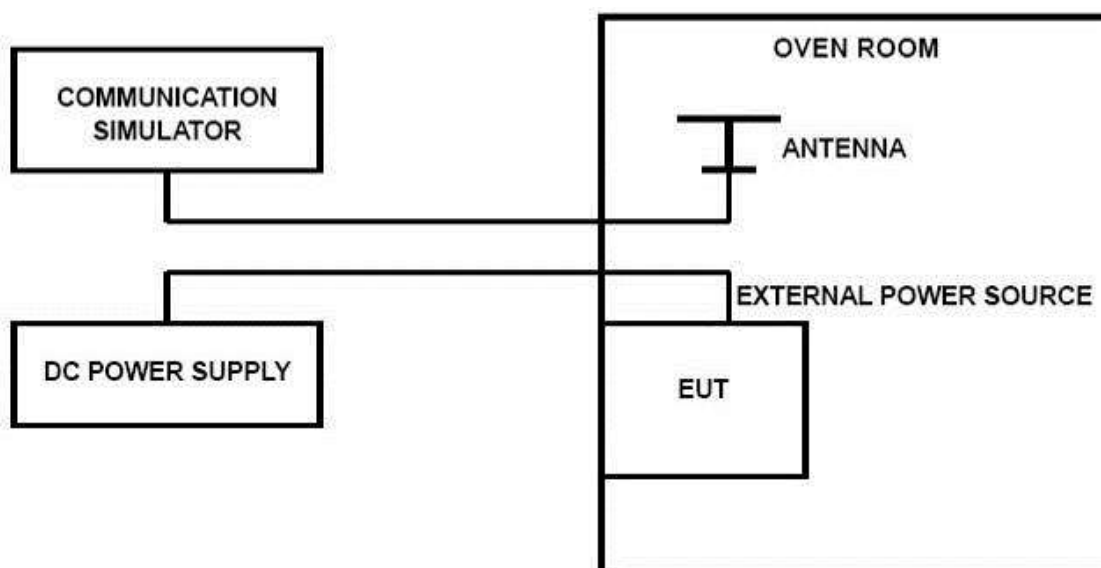 OVEN ROOM
COMMUNICATION
SIMULATOR
ANTENNA
EXTERNAL POWER SOURCE
DC POWER SUPPLY
EUT